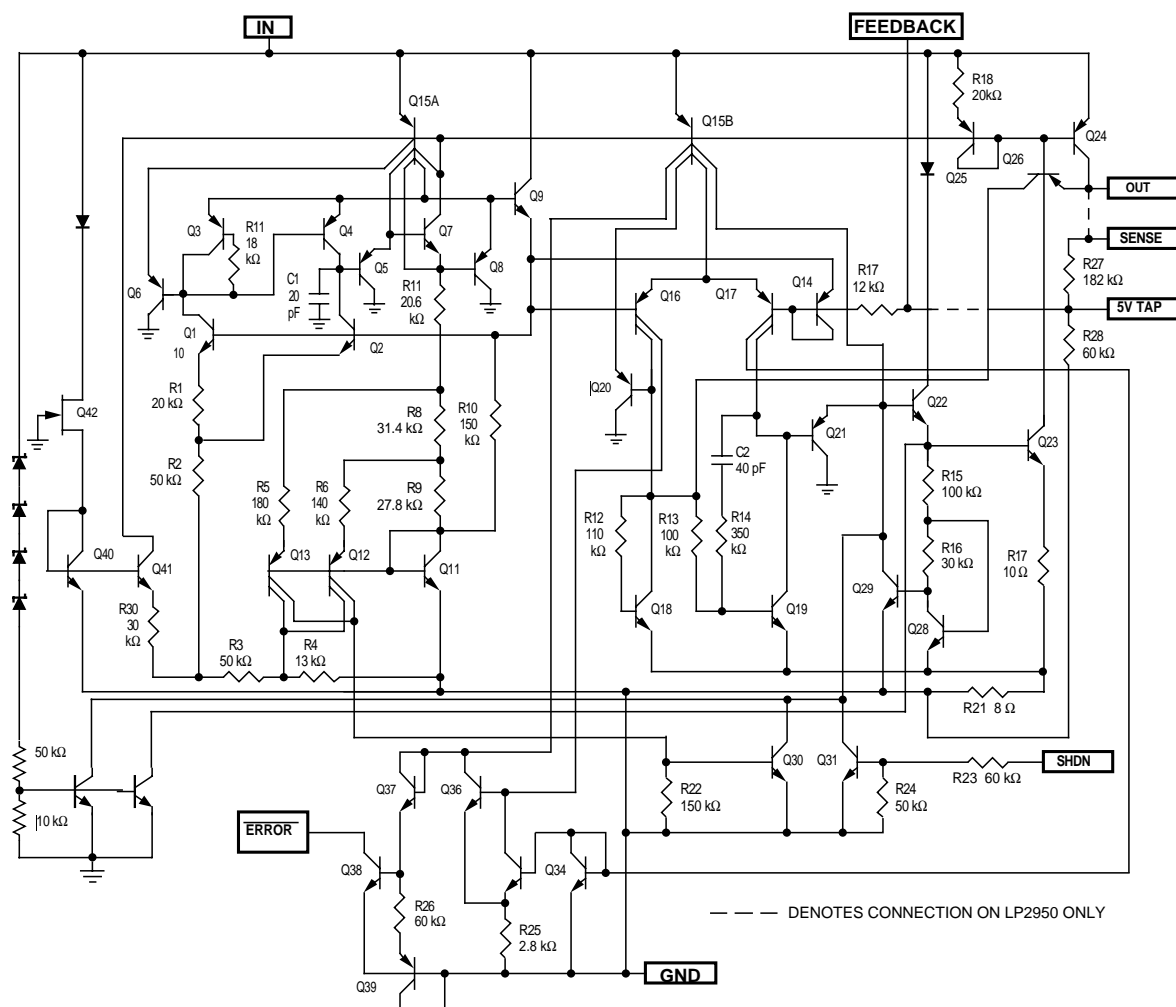 IN
FEEDBACK
R18
20kΩ
Q15A
Q15B
Q24
Q26
Q25
OUT
Q9
Q3
R11
18
kΩ
Q4
Q7
SENSE
Q5
Q8
Q6
C1
20
pF
R11
20.6
kΩ
Q16
Q17
Q14
R17
12 kΩ
R27
182 kΩ
5V TAP
Q1
10
Q2
R28
60 kΩ
R1
20 kΩ
R8
31.4 kΩ
R10
150
kΩ
Q20
Q42
Q22
Q21
Q23
R2
50 kΩ
C2
40 pF
R5
180
kΩ
R6
140
kΩ
R9
27.8 kΩ
R15
100 kΩ
R12
110
kΩ
R13
100
kΩ
R14
350
kΩ
R16
30 kΩ
R17
10 Ω
Q40
Q41
Q13
Q12
Q11
Q29
R30
30
kΩ
Q18
Q19
Q28
R3
50 kΩ
R4
13 kΩ
R21 8 Ω
50 kΩ
10 kΩ
Q37
Q36
R22
150 kΩ
Q30
Q31
R24
50 kΩ
R23 60 kΩ
SHDN
ERROR
Q38
Q34
R26
60 kΩ
R25
2.8 kΩ
DENOTES CONNECTION ON LP2950 ONLY
Q39
GND